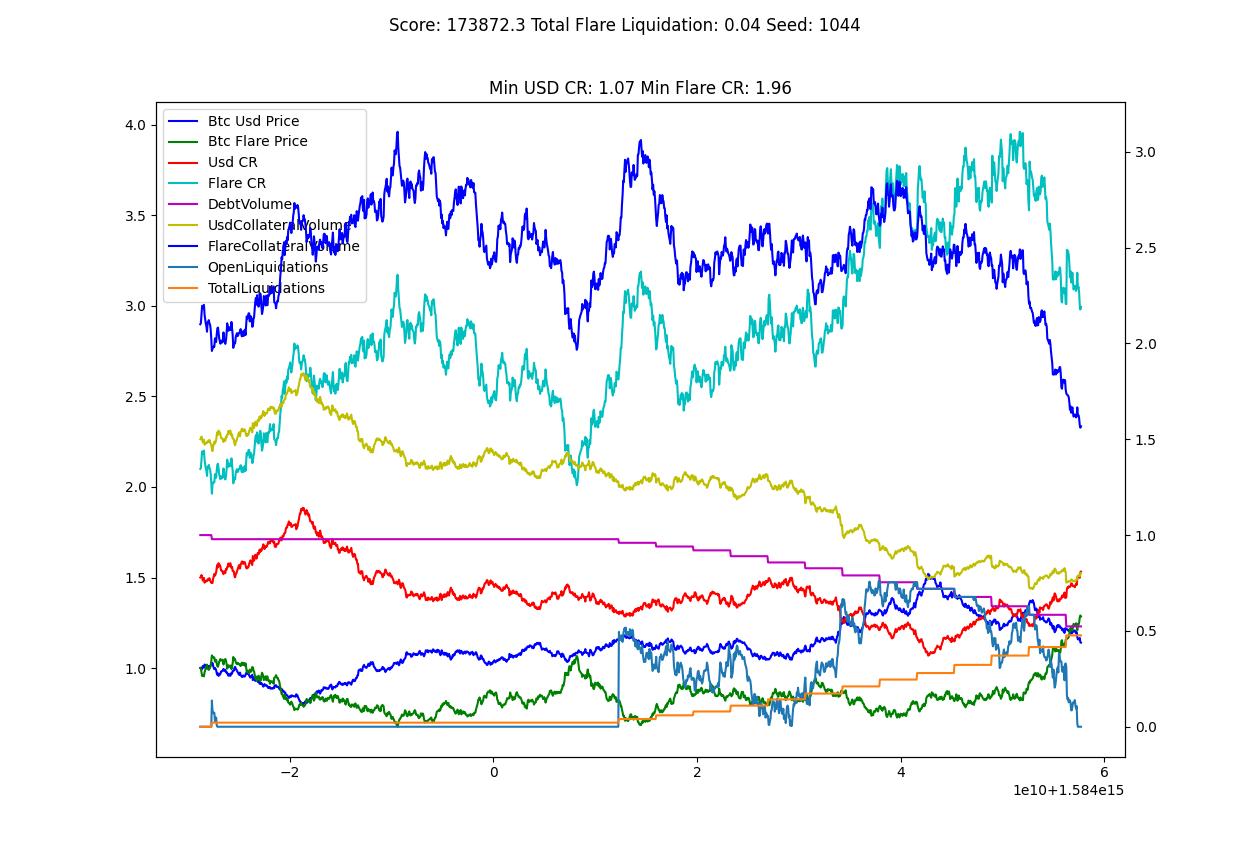 Score: 173872.3 Total Flare Liquidation: 0.04 Seed: 1044
Min USD CR: 1.07 Min Flare CR: 1.96
Btc Usd Price
Btc Flare Price
Usd CR
Flare CR
DebtVolume
UsdCollateralVolume
FlareCollateralVolume
OpenLiquidations
TotalLiquidations
4.0
3.5
3.0
2.5
2.0
1.5
1.0
3.0
2.5
2.0
1.5
1.0
0.5
0.0
−2
0
2
4
6
1e10+1.584e15